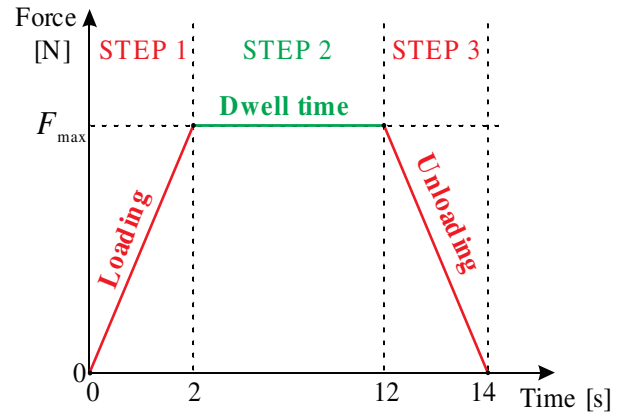 Force
[N]
STEP 1
STEP 2
STEP 3
Dwell time
Fmax
Loading
Unloading
0
0
2
12
14
Time [s]